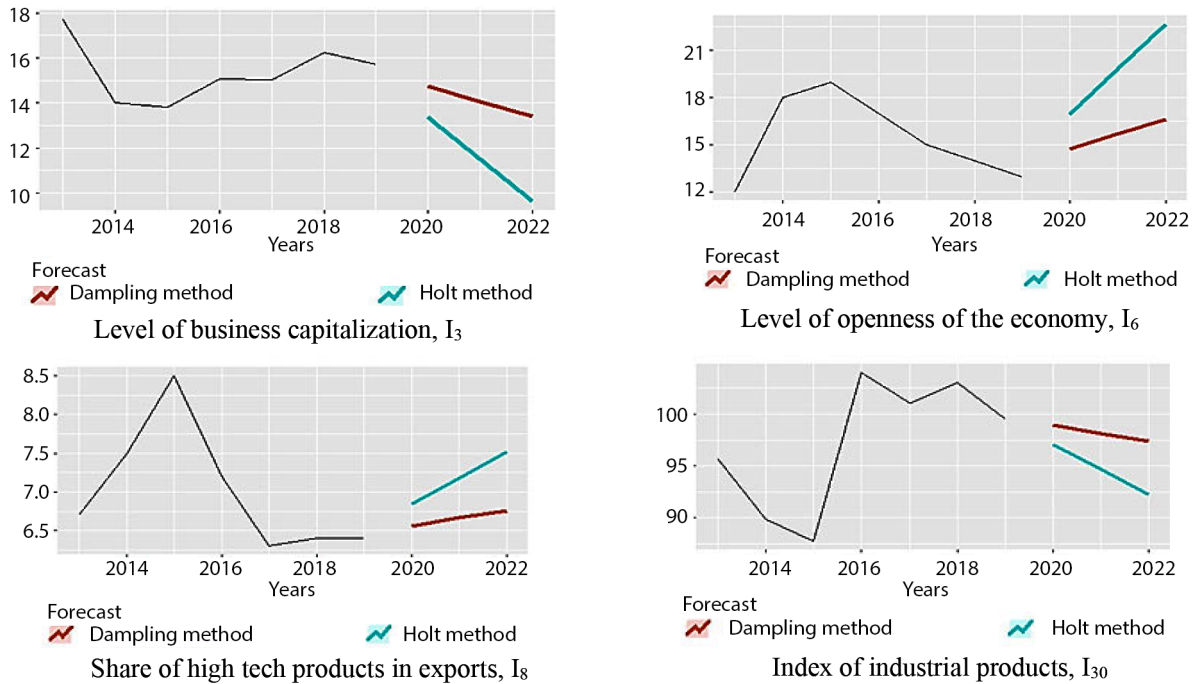 18
16
14
12
10
2014 2016 2018 2020 2022
Years
Forecast
Dampling method Holt method
Level of business capitalization, I3
21
18
15
12
2014 2016 2018 2020 2022
Years
Forecast
Dampling method Holt method
Level of openness of the economy, I6
8.5
8.0
7.5
7.0
6.5
2014 2016 2018 2020 2022
Years
Forecast
Dampling method Holt method
Share of high tech products in exports, I8
100
95
90
2014 2016 2018 2020 2022
Years
Forecast
Dampling method Holt method
Index of industrial products, I30